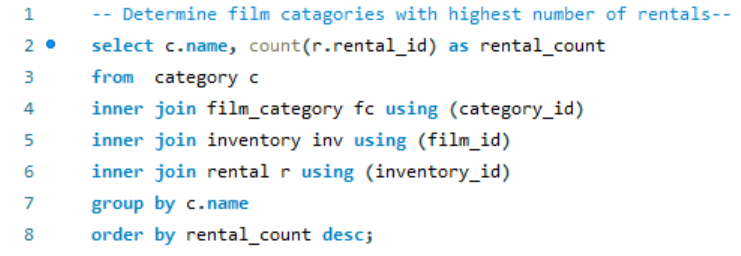 1 -- Determine film catagories with highest number of rentals--
2 select c.name, count(r.rental_id) as rental_count
3 from  category c
4 inner join film_category fc using (category_id)
5 inner join inventory inv using (film_id)
6 inner join rental r using (inventory_id)
7 group by c.name
8 order by rental_count desc;